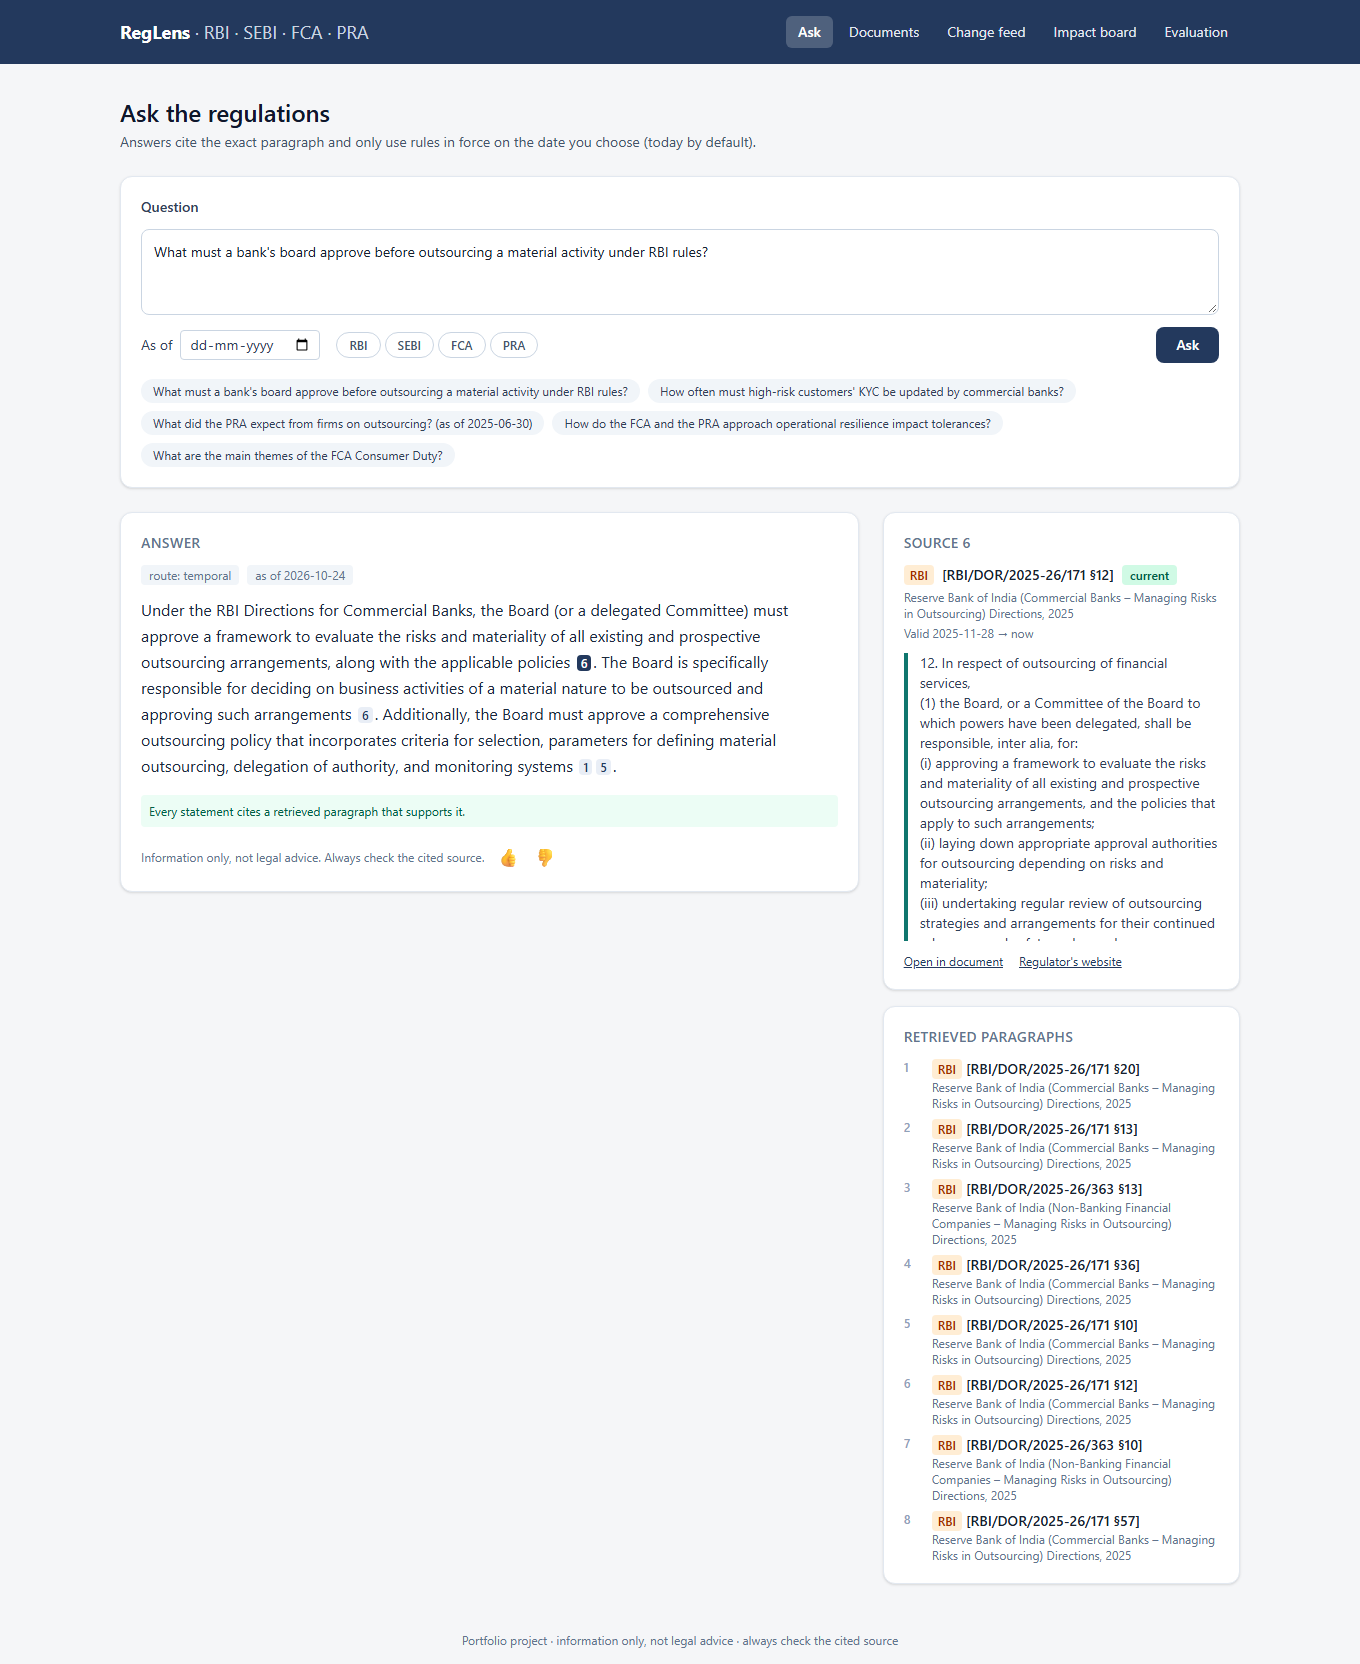 RegLens · RBI · SEBI · FCA · PRA
Ask
Documents
Change feed
Impact board
Evaluation
Ask the regulations
Answers cite the exact paragraph and only use rules in force on the date you choose (today by default).
Question
What must a bank's board approve before outsourcing a material activity under RBI rules?
As of dd-mm-yyyy
RBI
SEBI
FCA
PRA
Ask
What must a bank's board approve before outsourcing a material activity under RBI rules?
How often must high-risk customers' KYC be updated by commercial banks?
What did the PRA expect from firms on outsourcing? (as of 2025-06-30)
How do the FCA and the PRA approach operational resilience impact tolerances?
What are the main themes of the FCA Consumer Duty?
ANSWER
route: temporal
as of 2026-10-24
Under the RBI Directions for Commercial Banks, the Board (or a delegated Committee) must
approve a framework to evaluate the risks and materiality of all existing and prospective
outsourcing arrangements, along with the applicable policies 6. The Board is specifically
responsible for deciding on business activities of a material nature to be outsourced and
approving such arrangements 6. Additionally, the Board must approve a comprehensive
outsourcing policy that incorporates criteria for selection, parameters for defining material
outsourcing, delegation of authority, and monitoring systems 1 5.
Every statement cites a retrieved paragraph that supports it.
Information only, not legal advice. Always check the cited source.
SOURCE 6
RBI [RBI/DOR/2025-26/171 §12] current
Reserve Bank of India (Commercial Banks – Managing Risks
in Outsourcing) Directions, 2025
Valid 2025-11-28 → now
12. In respect of outsourcing of financial
services,
(1) the Board, or a Committee of the Board to
which powers have been delegated, shall be
responsible, inter alia, for:
(i) approving a framework to evaluate the risks
and materiality of all existing and prospective
outsourcing arrangements, and the policies that
apply to such arrangements;
(ii) laying down appropriate approval authorities
for outsourcing depending on risks and
materiality;
(iii) undertaking regular review of outsourcing
strategies and arrangements for their continued
Open in document
Regulator's website
RETRIEVED PARAGRAPHS
1 RBI [RBI/DOR/2025-26/171 §20]
Reserve Bank of India (Commercial Banks – Managing
Risks in Outsourcing) Directions, 2025
2 RBI [RBI/DOR/2025-26/171 §13]
Reserve Bank of India (Commercial Banks – Managing
Risks in Outsourcing) Directions, 2025
3 RBI [RBI/DOR/2025-26/363 §13]
Reserve Bank of India (Non-Banking Financial
Companies – Managing Risks in Outsourcing)
Directions, 2025
4 RBI [RBI/DOR/2025-26/171 §36]
Reserve Bank of India (Commercial Banks – Managing
Risks in Outsourcing) Directions, 2025
5 RBI [RBI/DOR/2025-26/171 §10]
Reserve Bank of India (Commercial Banks – Managing
Risks in Outsourcing) Directions, 2025
6 RBI [RBI/DOR/2025-26/171 §12]
Reserve Bank of India (Commercial Banks – Managing
Risks in Outsourcing) Directions, 2025
7 RBI [RBI/DOR/2025-26/363 §10]
Reserve Bank of India (Non-Banking Financial
Companies – Managing Risks in Outsourcing)
Directions, 2025
8 RBI [RBI/DOR/2025-26/171 §57]
Reserve Bank of India (Commercial Banks – Managing
Risks in Outsourcing) Directions, 2025
Portfolio project · information only, not legal advice · always check the cited source